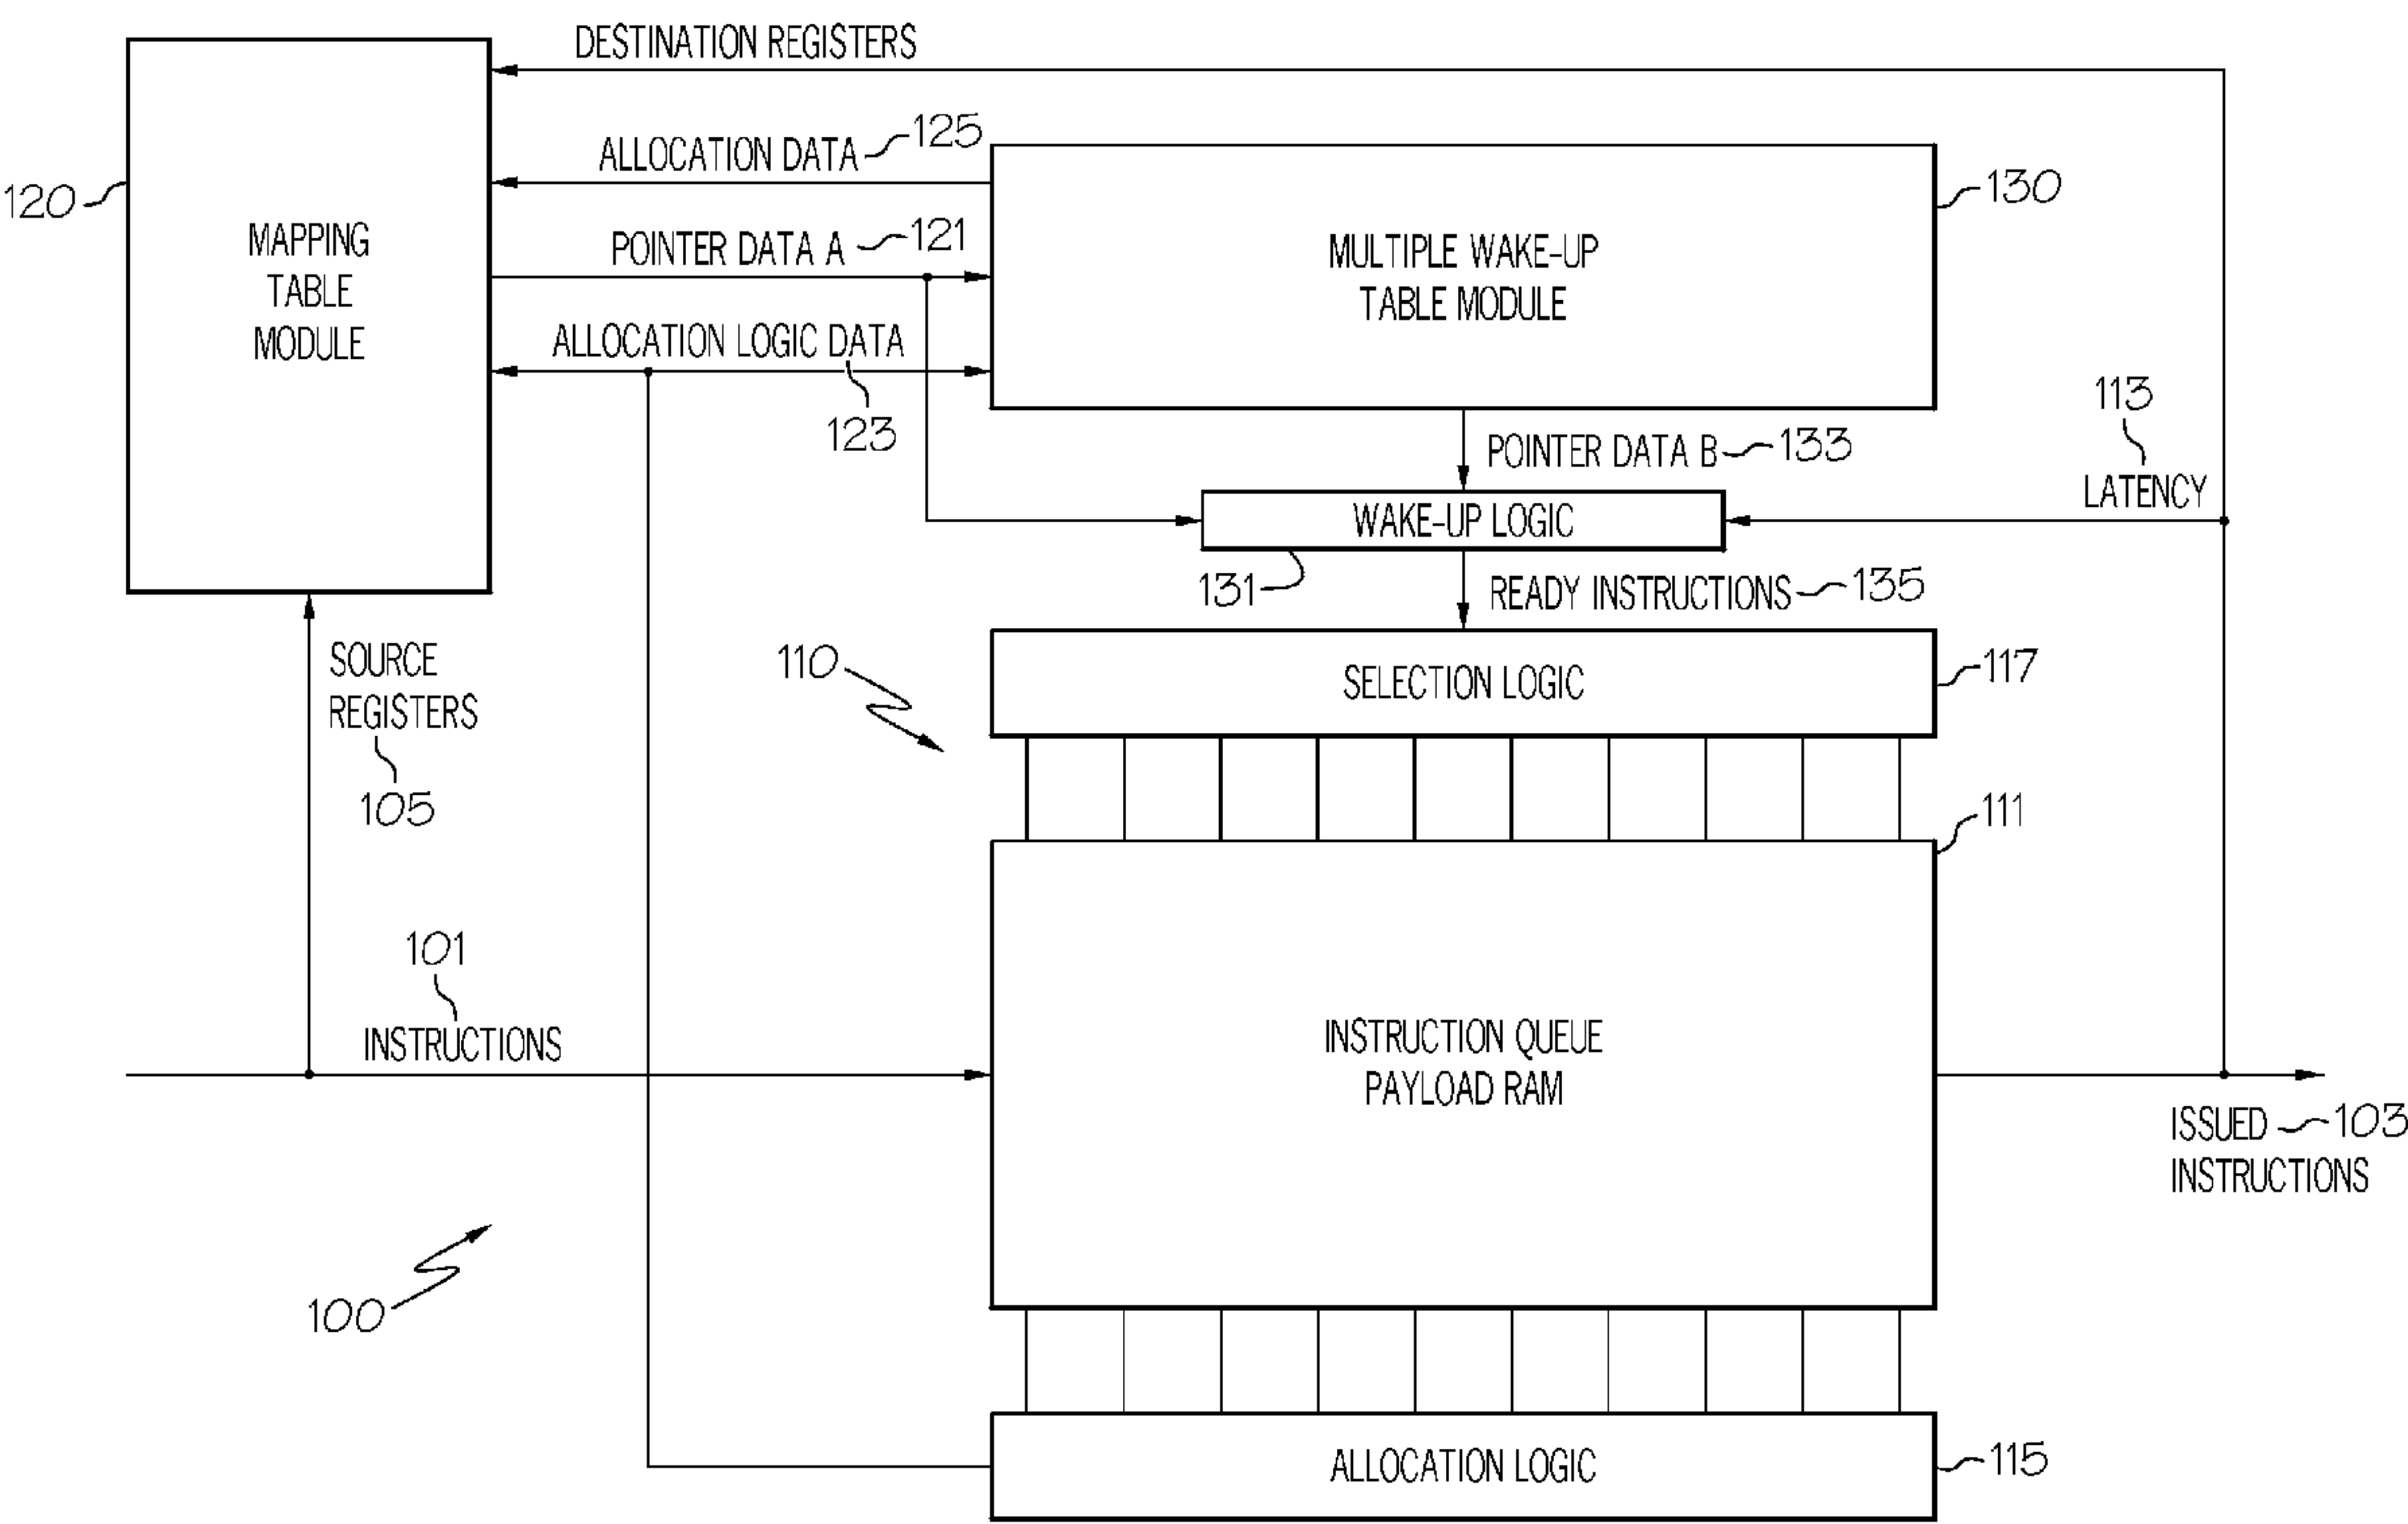 DESTINATION REGISTERS
ALLOCATION DATA 125
120
MAPPING
TABLE
MODULE
POINTER DATA A 121
ALLOCATION LOGIC DATA
123
130
MULTIPLE WAKE-UP
TABLE MODULE
113
LATENCY
POINTER DATA B 133
WAKE-UP LOGIC
131
READY INSTRUCTIONS 135
SOURCE
REGISTERS
105
110
SELECTION LOGIC
117
111
101
INSTRUCTIONS
INSTRUCTION QUEUE
PAYLOAD RAM
ISSUED 103
INSTRUCTIONS
100
ALLOCATION LOGIC
115